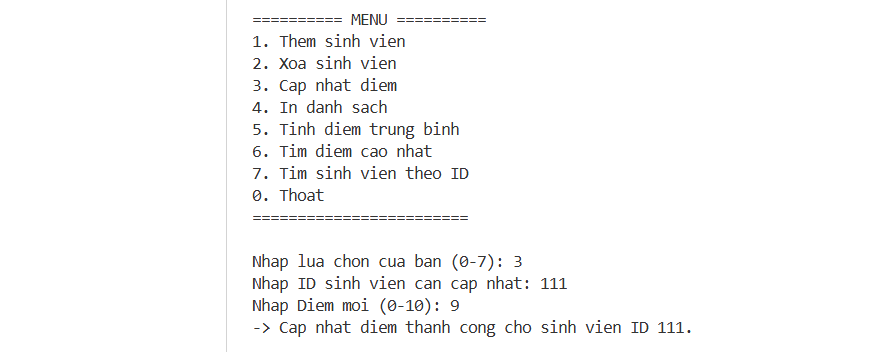 ========== MENU ==========
1. Them sinh vien
2. Xoa sinh vien
3. Cap nhat diem
4. In danh sach
5. Tinh diem trung binh
6. Tim diem cao nhat
7. Tim sinh vien theo ID
0. Thoat
========================
Nhap lua chon cua ban (0-7): 3
Nhap ID sinh vien can cap nhat: 111
Nhap Diem moi (0-10): 9
-> Cap nhat diem thanh cong cho sinh vien ID 111.